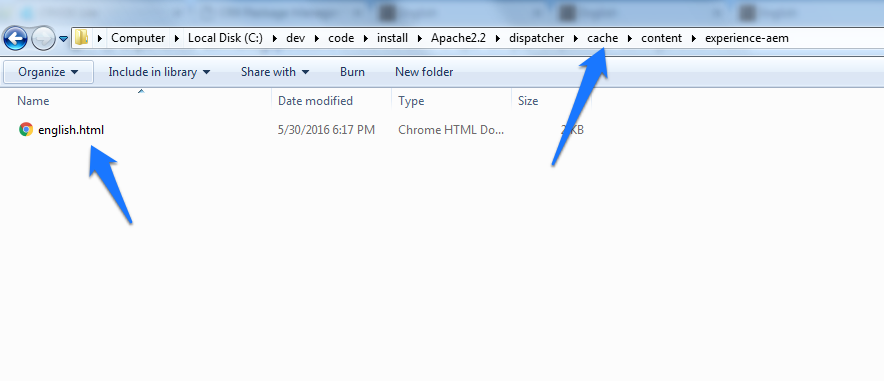 Computer Local Disk (C:) dev code install Apache2.2 dispatcher cache content experience-aem
Organize Include in library Share with Burn New folder
Name Date modified Type Size
english.html 5/30/2016 6:17 PM Chrome HTML Do... 2 KB